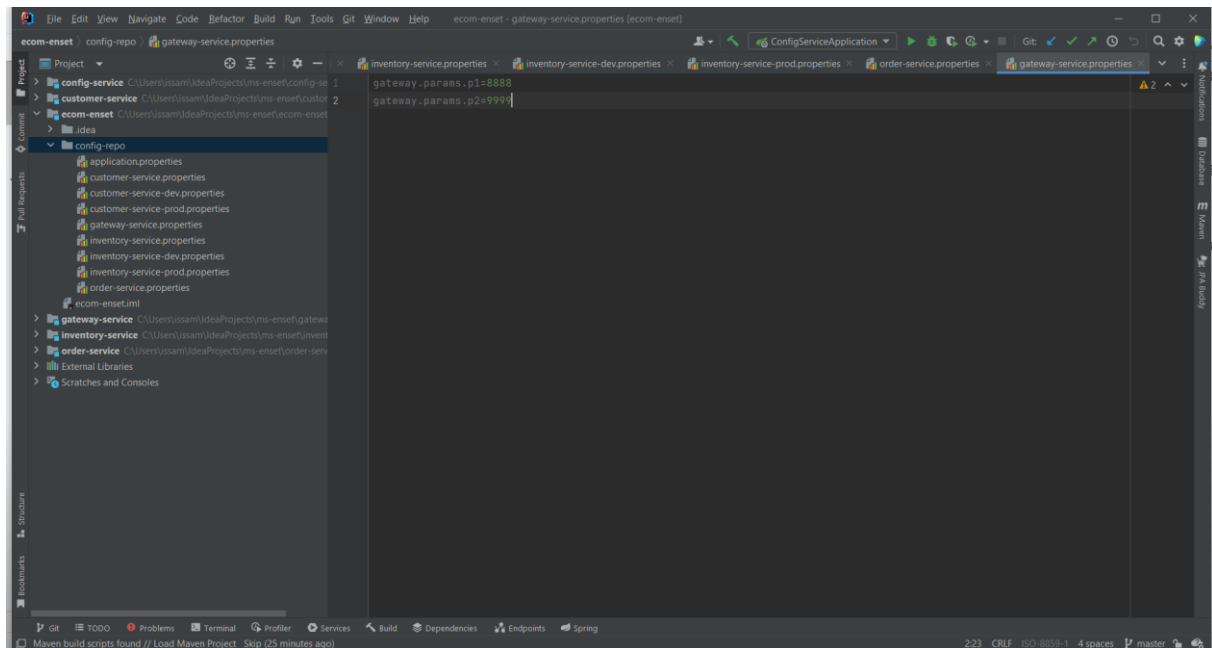 File Edit View Navigate Code Refactor Build Run Tools Git Window Help ecom-enset - gateway-service.properties [ecom-enset]
ecom-enset config-repo gateway-service.properties ConfigServiceApplication Git:
Project
inventory-service.properties inventory-service-dev.properties inventory-service-prod.properties order-service.properties gateway-service.properties
config-service C:\Users\issam\IdeaProjects\ms-enset\config-se
customer-service C:\Users\issam\IdeaProjects\ms-enset\custor
ecom-enset C:\Users\issam\IdeaProjects\ms-enset\ecom-enset
.idea
config-repo
application.properties
customer-service.properties
customer-service-dev.properties
customer-service-prod.properties
gateway-service.properties
inventory-service.properties
inventory-service-dev.properties
inventory-service-prod.properties
order-service.properties
ecom-enset.iml
gateway-service C:\Users\issam\IdeaProjects\ms-enset\gatewa
inventory-service C:\Users\issam\IdeaProjects\ms-enset\invent
order-service C:\Users\issam\IdeaProjects\ms-enset\order-serv
External Libraries
Scratches and Consoles
1 gateway.params.p1=8888
2 gateway.params.p2=9999
2
Project
Commit
Pull Requests
Structure
Bookmarks
Notifications
Database
m Maven
JPA Buddy
Git TODO Problems Terminal Profiler Services Build Dependencies Endpoints Spring
Maven build scripts found // Load Maven Project Skip (25 minutes ago) 2:23 CRLF ISO-8859-1 4 spaces master